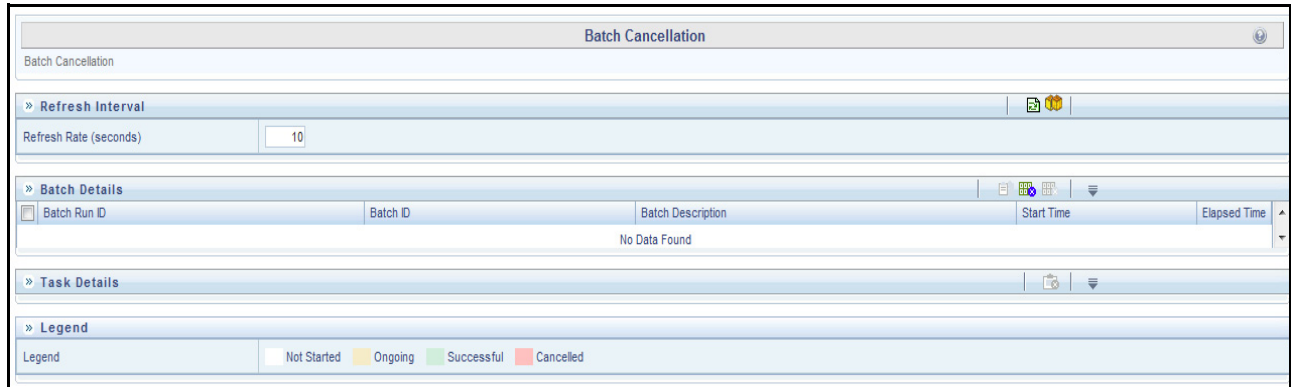 Batch Cancellation
Batch Cancellation
» Refresh Interval
Refresh Rate (seconds) 10
» Batch Details
Batch Run ID Batch ID Batch Description Start Time Elapsed Time
No Data Found
» Task Details
» Legend
Legend Not Started Ongoing Successful Cancelled